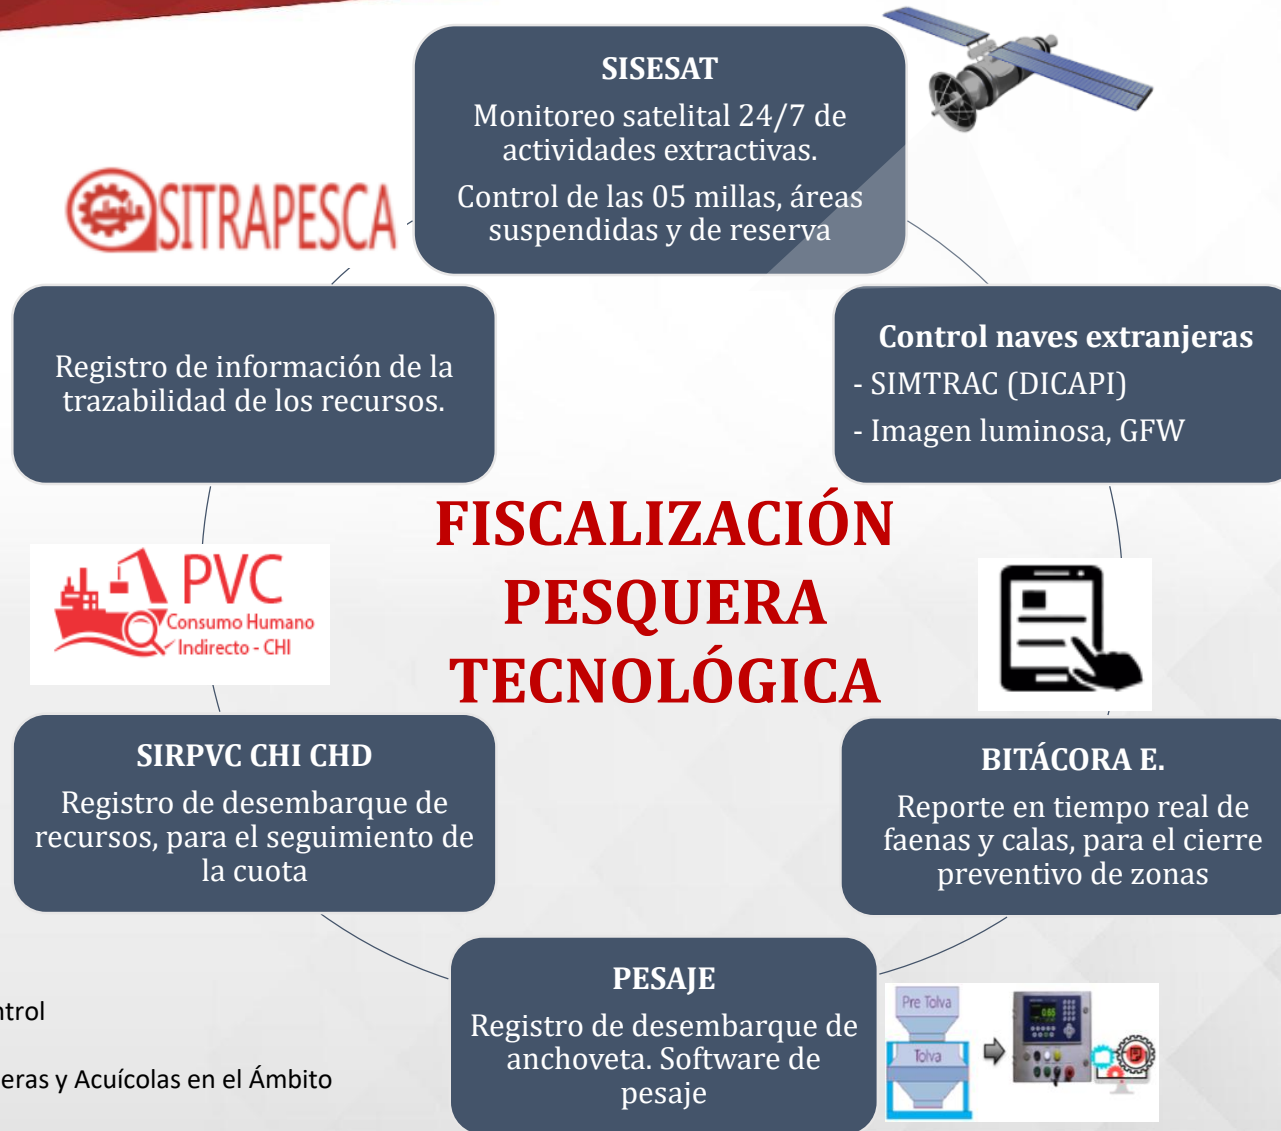 SISESAT
Monitoreo satelital 24/7 de
actividades extractivas.
Control de las 05 millas, áreas
suspendidas y de reserva
SITRAPESCA
Registro de información de la
trazabilidad de los recursos.
Control naves extranjeras
- SIMTRAC (DICAPI)
- Imagen luminosa, GFW
FISCALIZACIÓN
PESQUERA
TECNOLÓGICA
PVC
Consumo Humano
Indirecto - CHI
SIRPVC CHI CHD
Registro de desembarque de
recursos, para el seguimiento de
la cuota
BITÁCORA E.
Reporte en tiempo real de
faenas y calas, para el cierre
preventivo de zonas
PESAJE
Registro de desembarque de
anchoveta. Software de
pesaje
Pre Tolva
Tolva
0.65
ntrol
eras y Acuícolas en el Ámbito